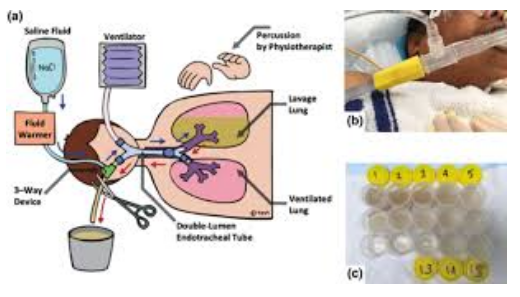 (a)
Saline Fluid
NaCl
Ventilator
Percussion
by Physiotherapist
Fluid
Warmer
Lavage
Lung
3-Way
Device
Ventilated
Lung
Double-Lumen
Endotracheal Tube
(b)
1 2 3 4 5
13 14 15
(c)